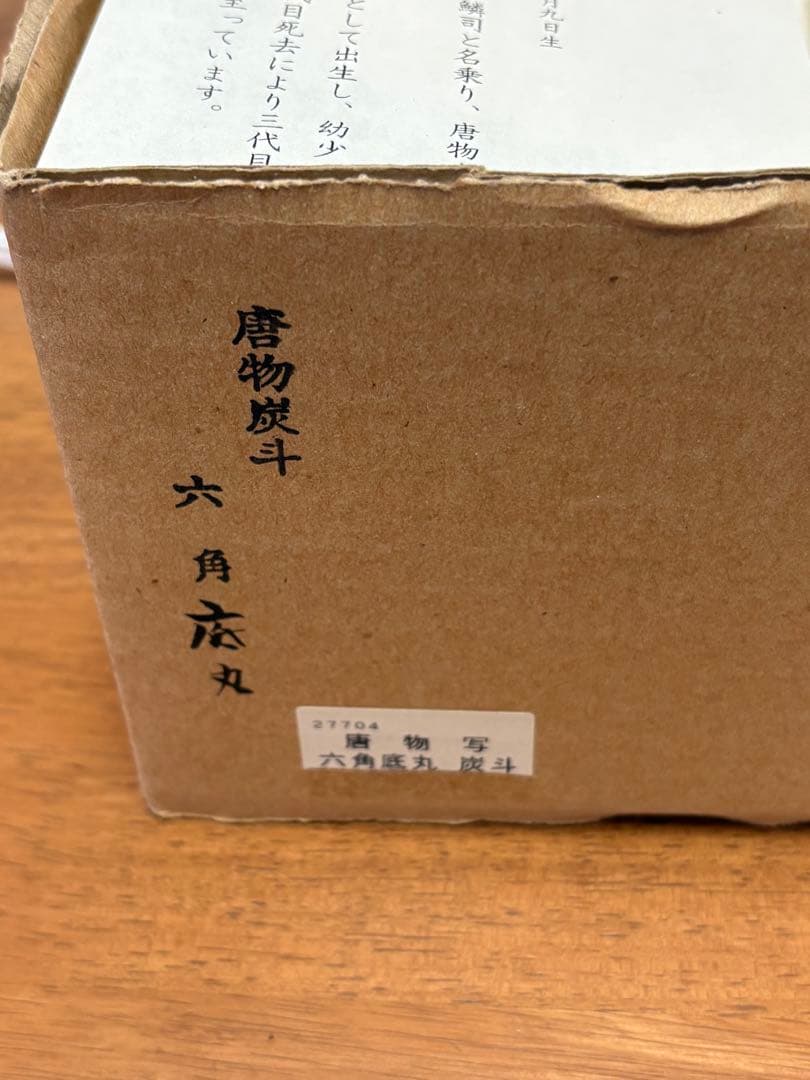 月九日生
鱗司と名乗り、唐物
として出生し、幼少
目死去により三代目
至っています。
唐物炭斗
六角底丸
27704
唐物写
六角底丸 炭斗